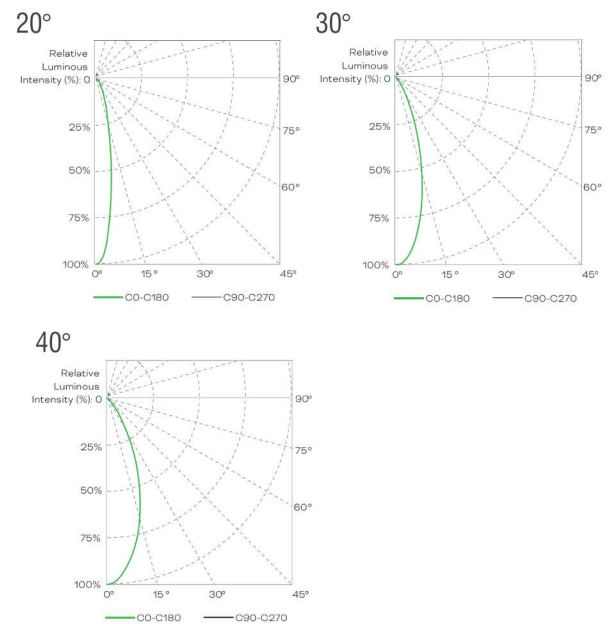 20°
Relative
Luminous
Intensity (%): 0
25%
50%
75%
100%
0°
15°
30°
45°
60°
75°
90°
C0-C180
C90-C270
30°
Relative
Luminous
Intensity (%): 0
25%
50%
75%
100%
0°
15°
30°
45°
60°
75°
90°
C0-C180
C90-C270
40°
Relative
Luminous
Intensity (%): 0
25%
50%
75%
100%
0°
15°
30°
45°
60°
75°
90°
C0-C180
C90-C270